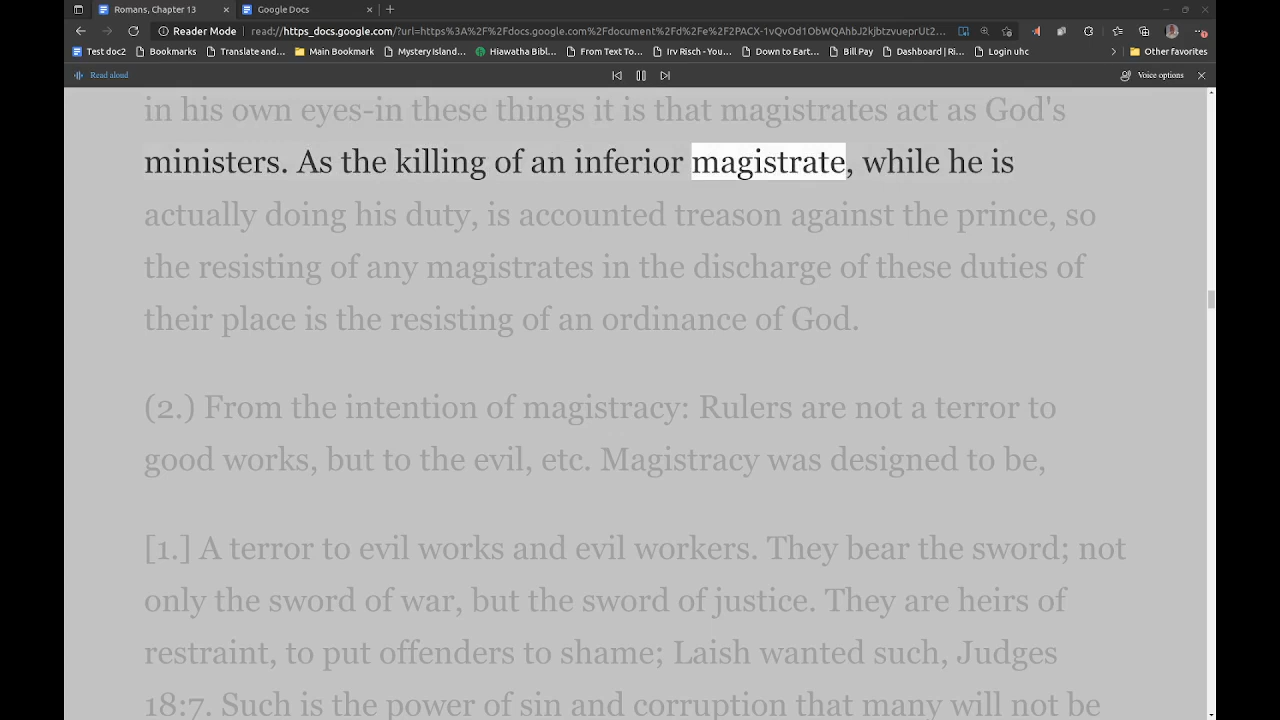 Romans, Chapter 13
Google Docs
Reader Mode read://https_docs.google.com/?url=https%3A%2F%2Fdocs.google.com%2Fdocument%2Fd%2Fe%2F2PACX-1vQvOd1ObWQAhbJ2kjbtzvueprUt2...
Test doc2 Bookmarks Translate and... Main Bookmark Mystery Island... Hiawatha Bibl... From Text To... Irv Risch - You... Down to Eart... Bill Pay Dashboard | Ri... Login uhc Other favorites
Read aloud Voice options
in his own eyes-in these things it is that magistrates act as God's
ministers. As the killing of an inferior magistrate, while he is
actually doing his duty, is accounted treason against the prince, so
the resisting of any magistrates in the discharge of these duties of
their place is the resisting of an ordinance of God.
(2.) From the intention of magistracy: Rulers are not a terror to
good works, but to the evil, etc. Magistracy was designed to be,
[1.] A terror to evil works and evil workers. They bear the sword; not
only the sword of war, but the sword of justice. They are heirs of
restraint, to put offenders to shame; Laish wanted such, Judges
18:7. Such is the power of sin and corruption that many will not be